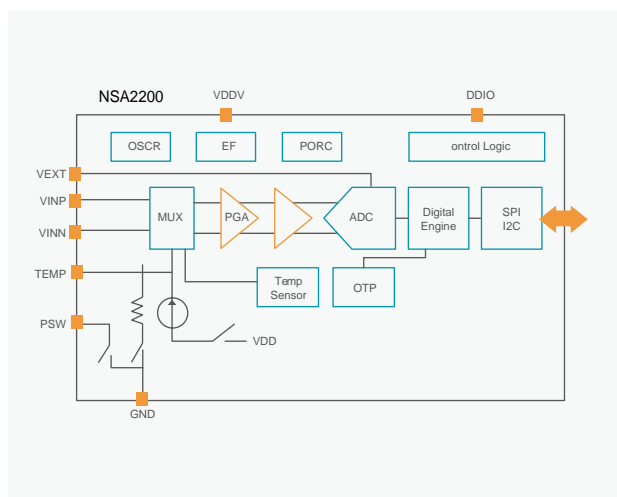 NSA2200
VDDV
DDIO
OSCR
EF
PORC
ontrol Logic
VEXT
VINP
VINN
MUX
PGA
ADC
Digital
Engine
SPI
I2C
TEMP
Temp
Sensor
OTP
PSW
VDD
GND